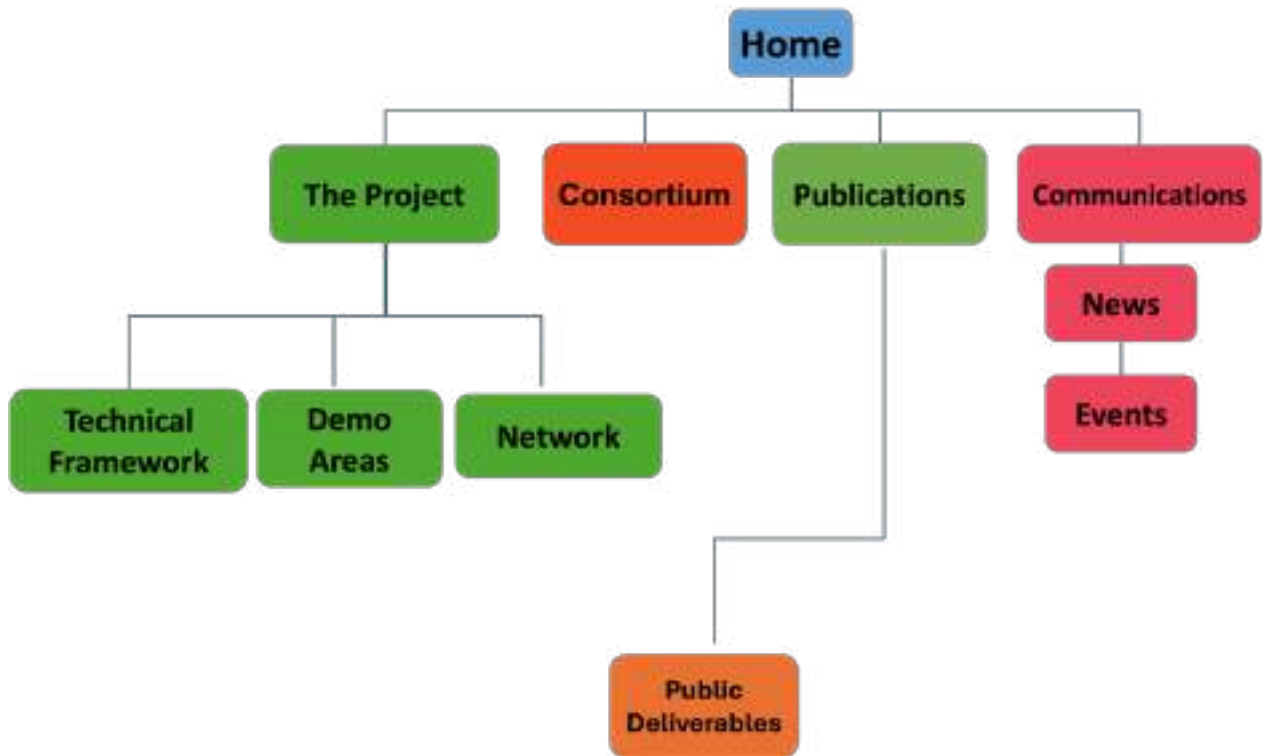 Home
The Project
Consortium
Publications
Communications
News
Events
Technical
Framework
Demo
Areas
Network
Public
Deliverables